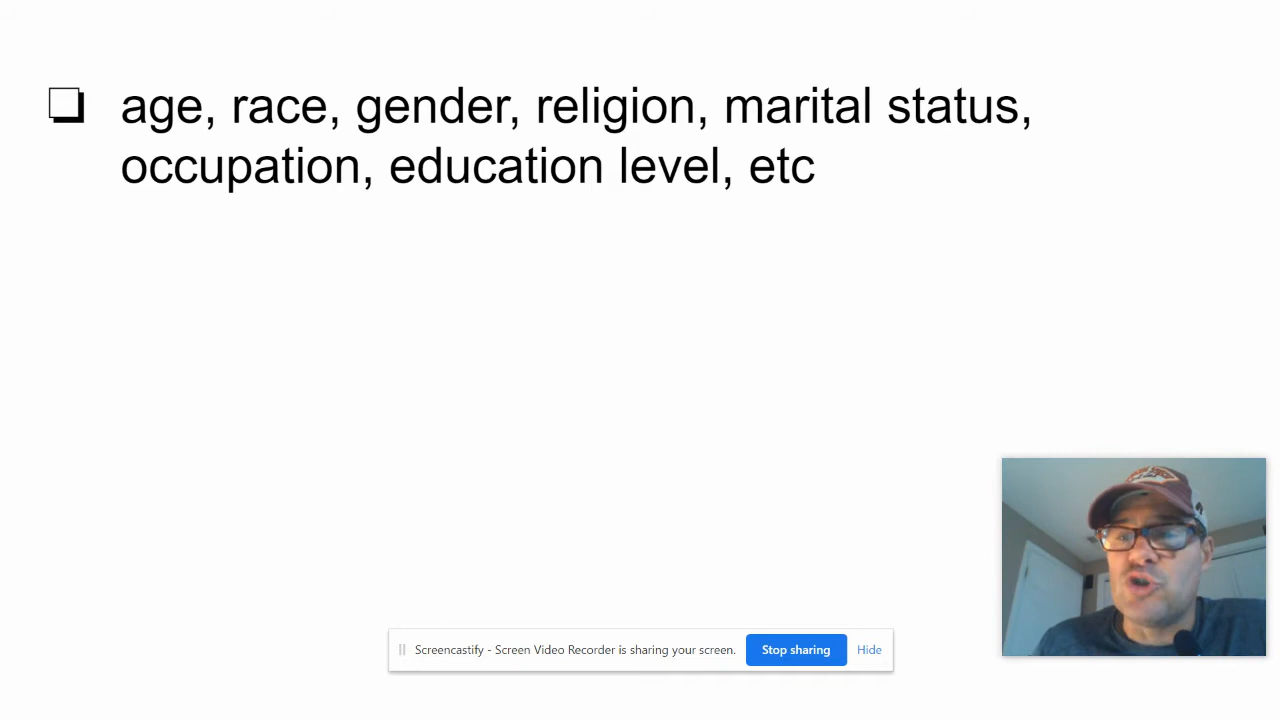 age, race, gender, religion, marital status,
occupation, education level, etc
Screencastify - Screen Video Recorder is sharing your screen. Stop sharing Hide